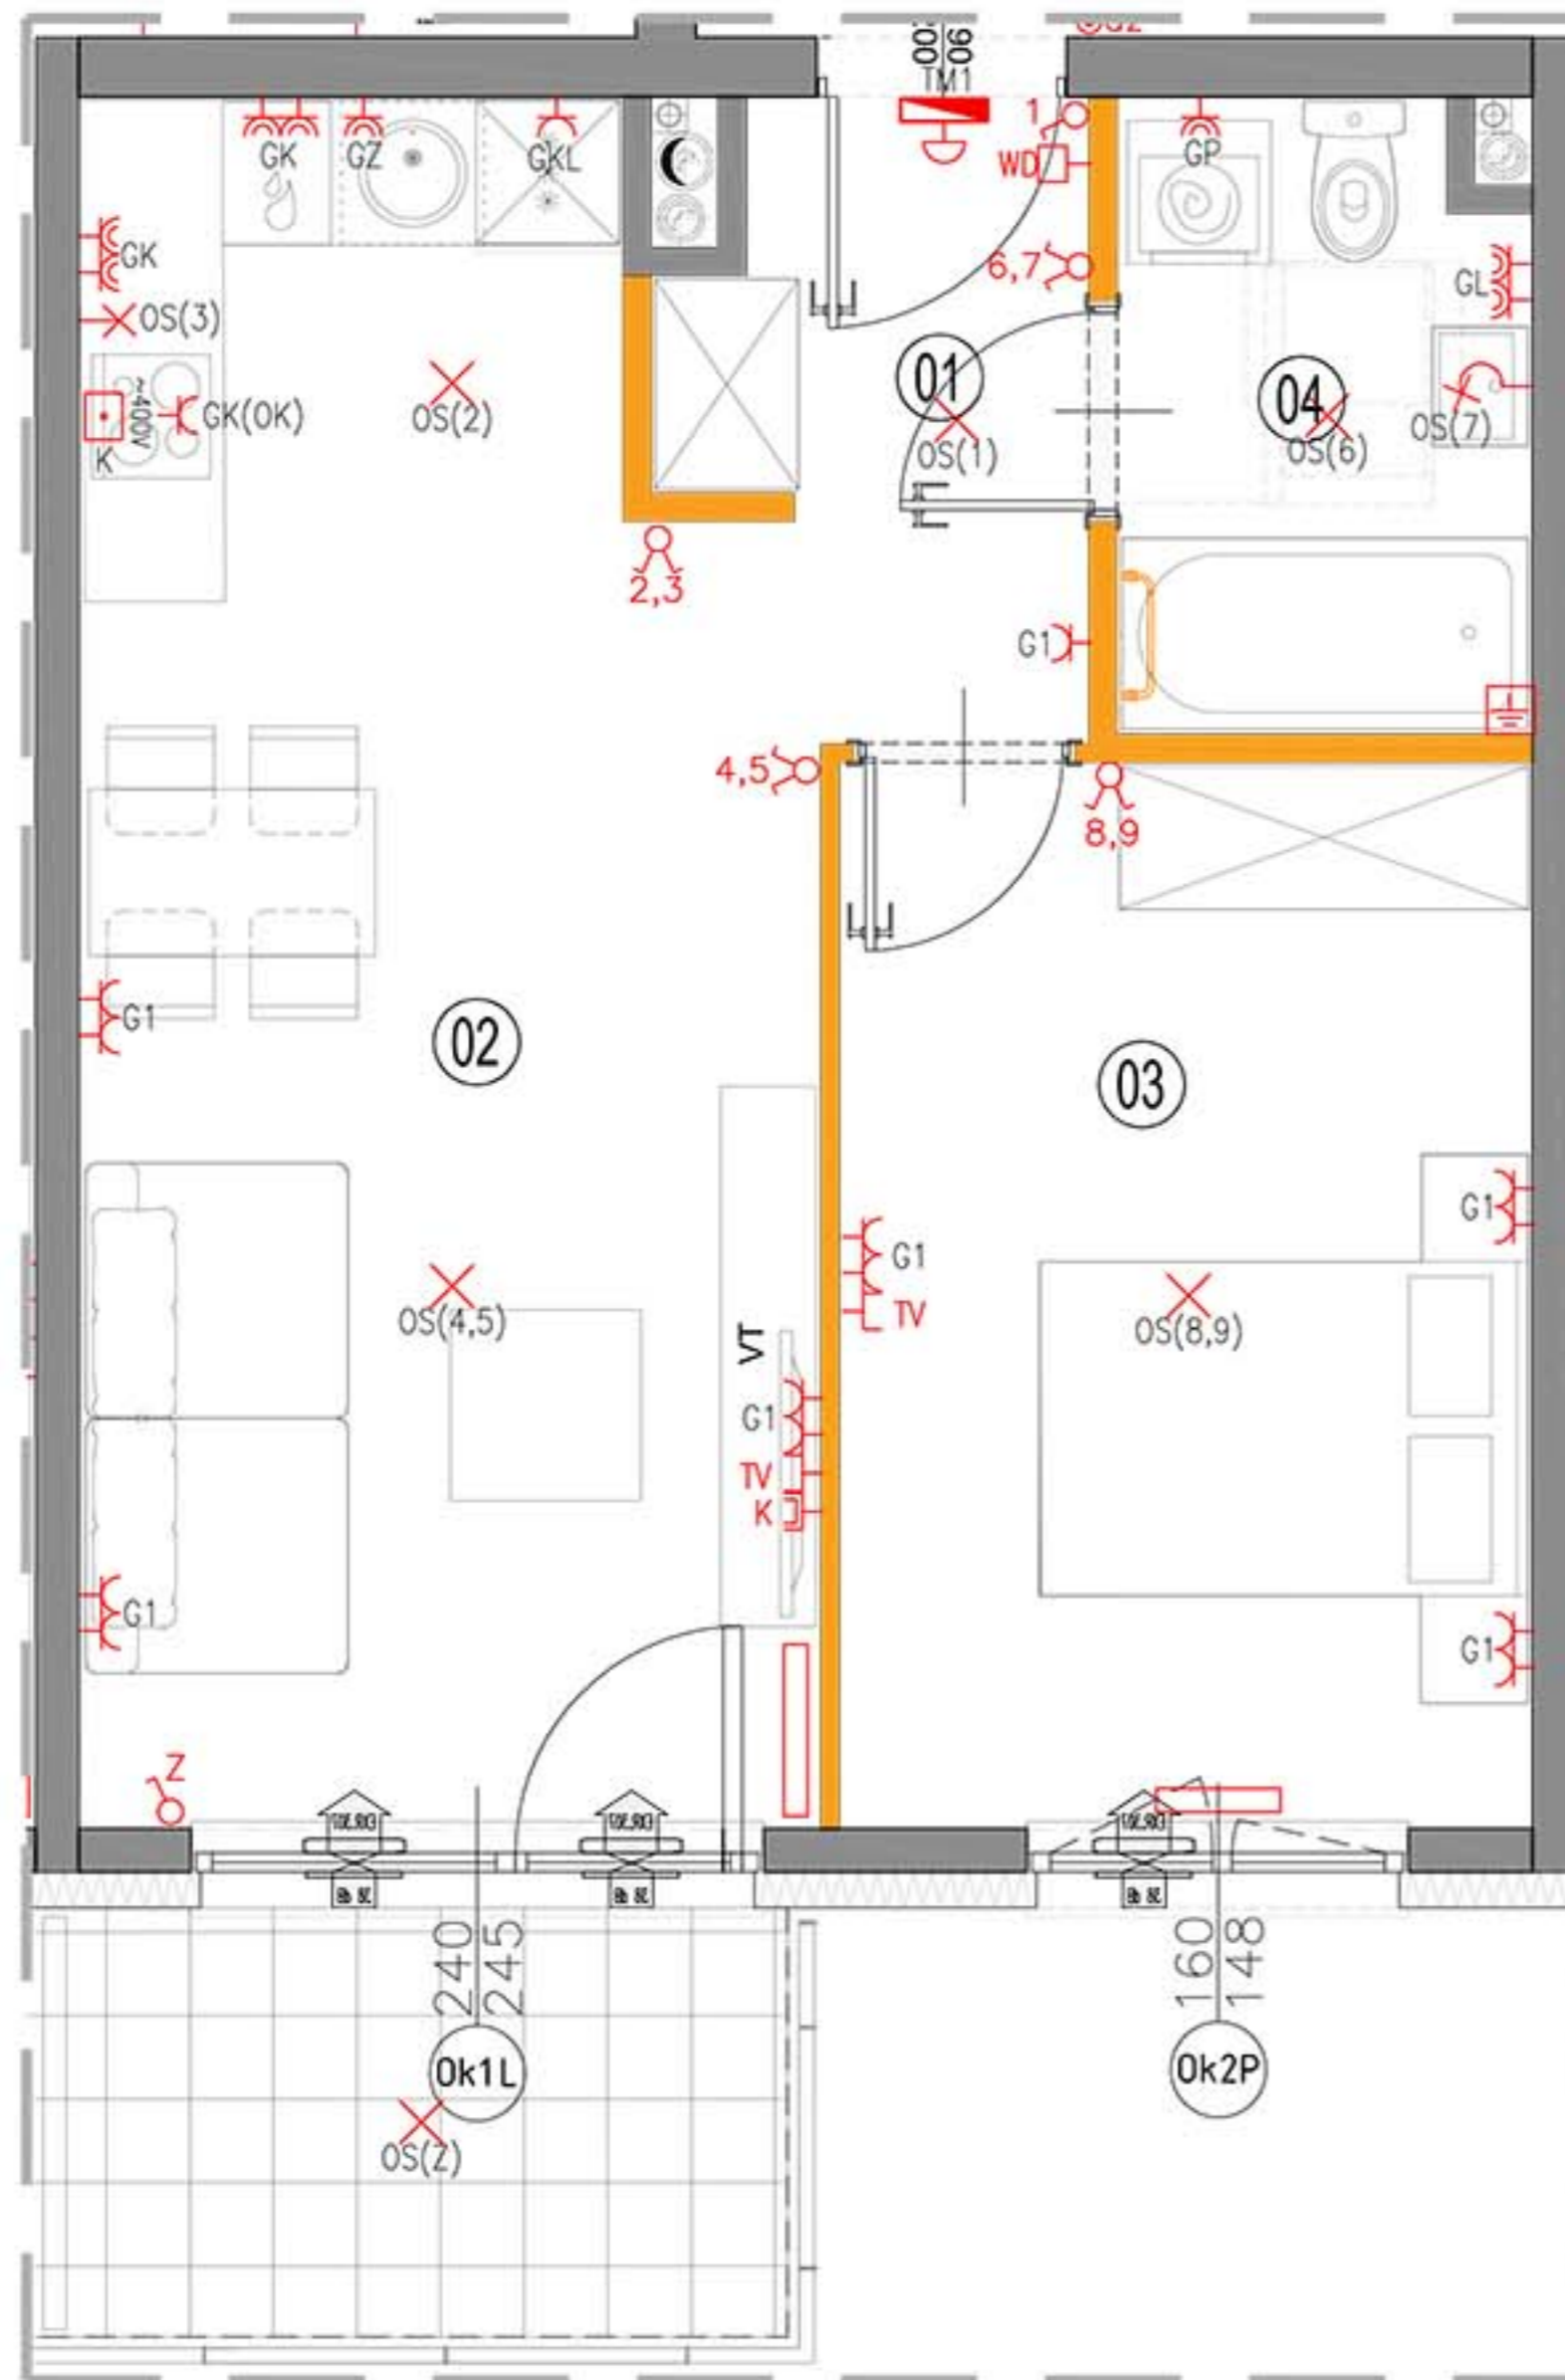 90
TM1
1
WD
GK
GZ
GKL
GP
6,7
GK
OS(3)
GL
01
04
~400V
GK(OK)
K
OS(2)
OS(1)
OS(6)
OS(7)
2,3
G1
4,5
8,9
G1
02
03
G1
G1
TV
OS(4,5)
OS(8,9)
VT
G1
TV
K
G1
G1
Z
240
245
160
148
Ok1L
Ok2P
OS(Z)